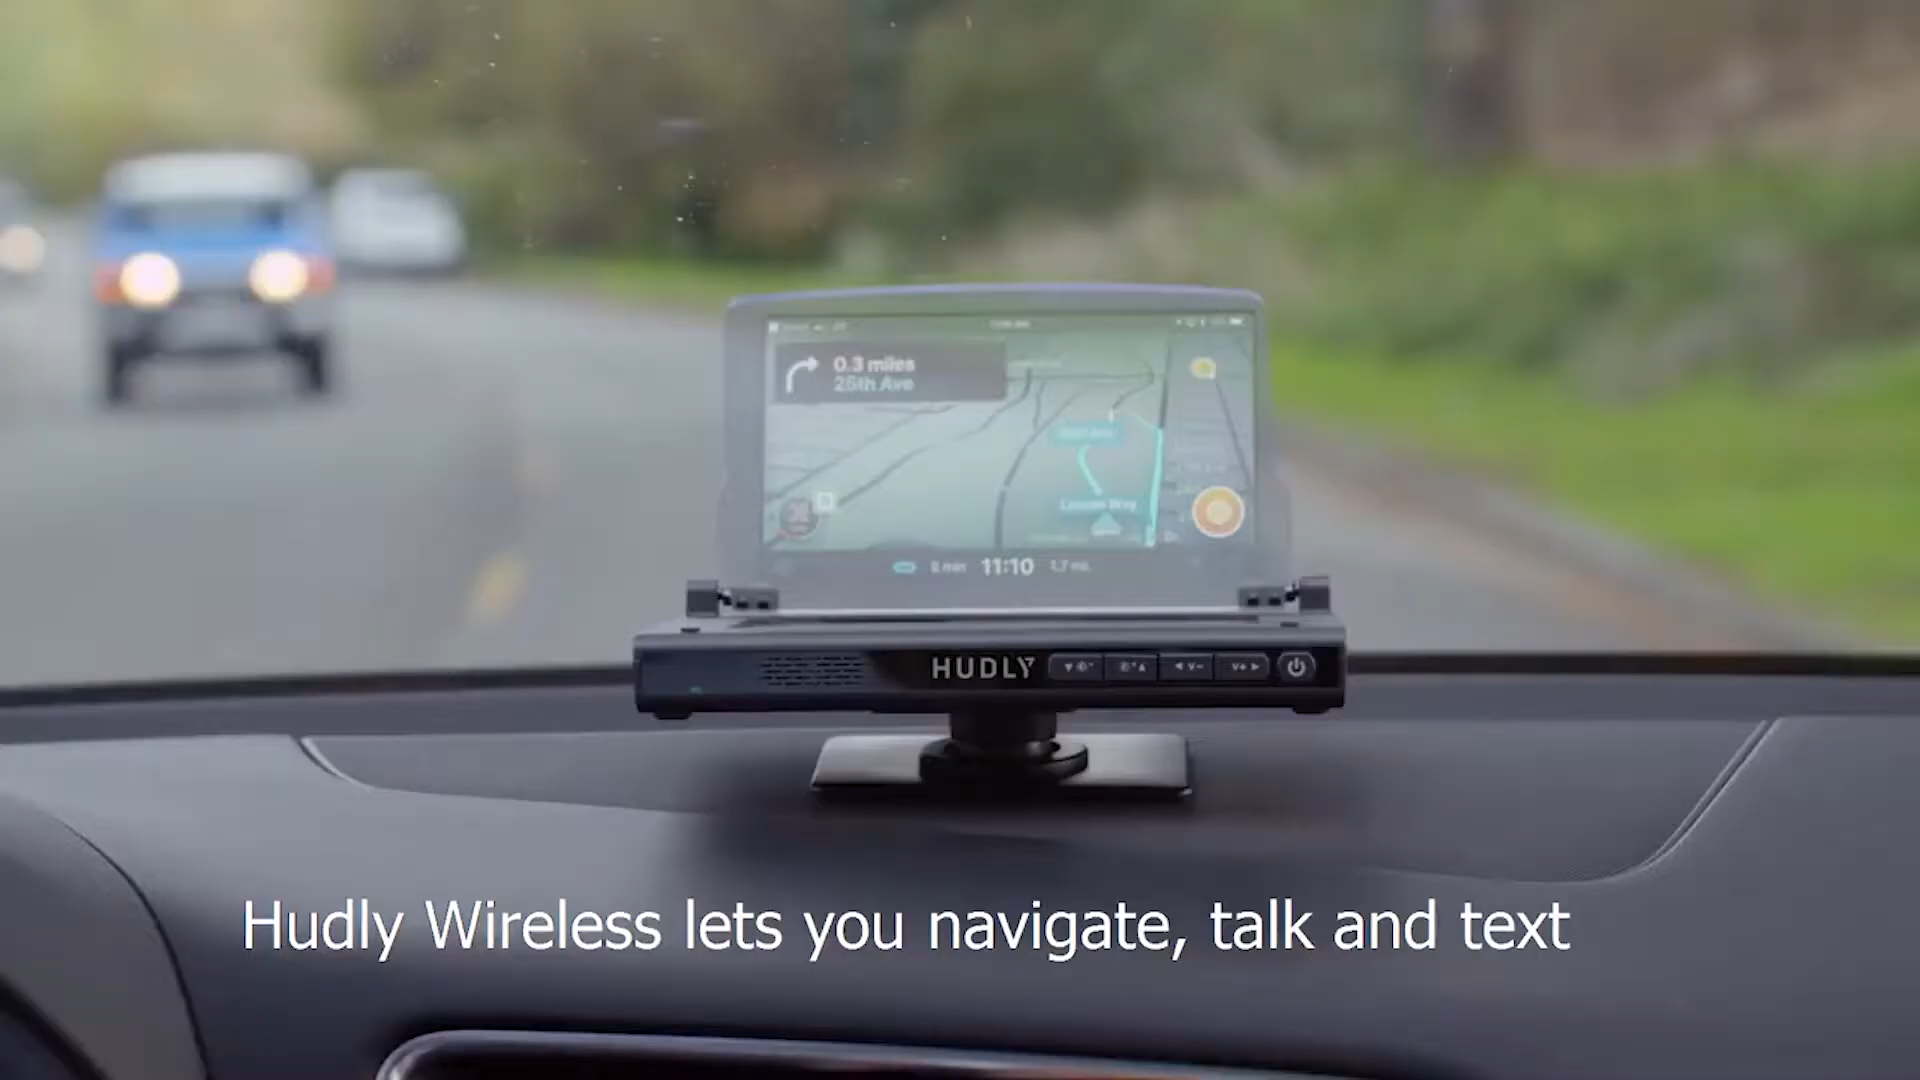 0.3 miles
25th Ave
11:10
HUDLY
V-
V+
Hudly Wireless lets you navigate, talk and text